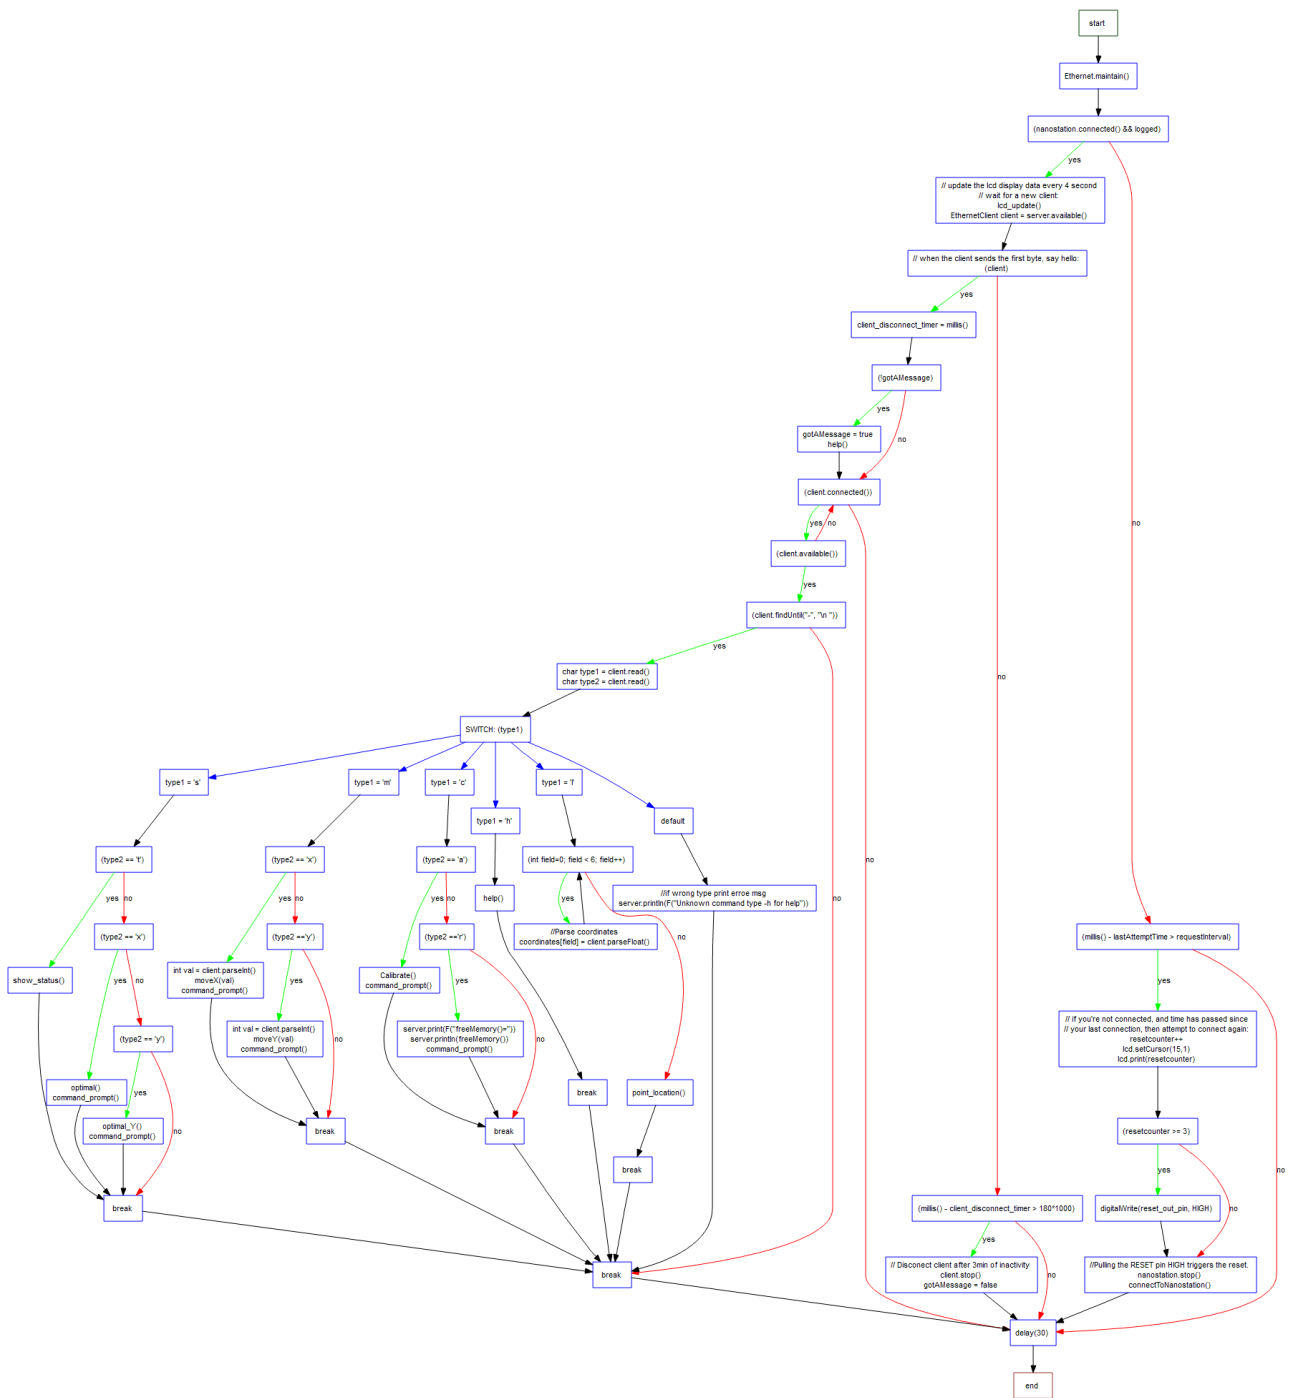 start
Ethernet.maintain()
(nanostation.connected() && logged)
yes
no
// update the lcd display data every 4 second
// wait for a new client:
lcd_update()
EthernetClient client = server.available()
// when the client sends the first byte, say hello:
(client)
yes
no
client_disconnect_timer = millis()
(!gotAMessage)
yes
no
gotAMessage = true
help()
(client.connected())
yes
no
no
(client.available())
yes
(client.findUntil("-", "\n "))
yes
no
char type1 = client.read()
char type2 = client.read()
SWITCH: (type1)
type1 = 's'
type1 = 'm'
type1 = 'c'
type1 = 'h'
type1 = 'l'
default
(type2 == 't')
yes
no
(type2 == 'x')
yes
no
(type2 == 'a')
yes
no
help()
(int field=0; field < 6; field++)
yes
no
//if wrong type print erroe msg
server.println(F("Unknown command type -h for help"))
(type2 == 'x')
yes
no
(type2 =='y')
yes
no
(type2 =='r')
yes
no
//Parse coordinates
coordinates[field] = client.parseFloat()
(millis() - lastAttemptTime > requestInterval)
yes
no
show_status()
int val = client.parseInt()
moveX(val)
command_prompt()
Calibrate()
command_prompt()
(type2 == 'y')
yes
no
int val = client.parseInt()
moveY(val)
command_prompt()
server.print(F("freeMemory()="))
server.println(freeMemory())
command_prompt()
// if you're not connected, and time has passed since
// your last connection, then attempt to connect again:
resetcounter++
lcd.setCursor(15,1)
lcd.print(resetcounter)
optimal()
command_prompt()
break
point_location()
optimal_Y()
command_prompt()
break
break
(resetcounter >= 3)
yes
no
break
break
(millis() - client_disconnect_timer > 180*1000)
yes
no
digitalWrite(reset_out_pin, HIGH)
break
// Disconect client after 3min of inactivity
client.stop()
gotAMessage = false
//Pulling the RESET pin HIGH triggers the reset.
nanostation.stop()
connectToNanostation()
delay(30)
end